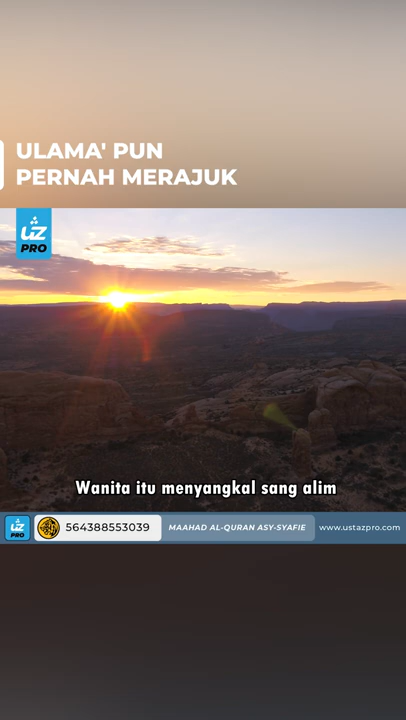 ULAMA' PUN
PERNAH MERAJUK
UZ
PRO
Wanita itu menyangkal sang alim
UZ
PRO
564388553039
MAAHAD AL-QURAN ASY-SYAFIE
www.ustazpro.com